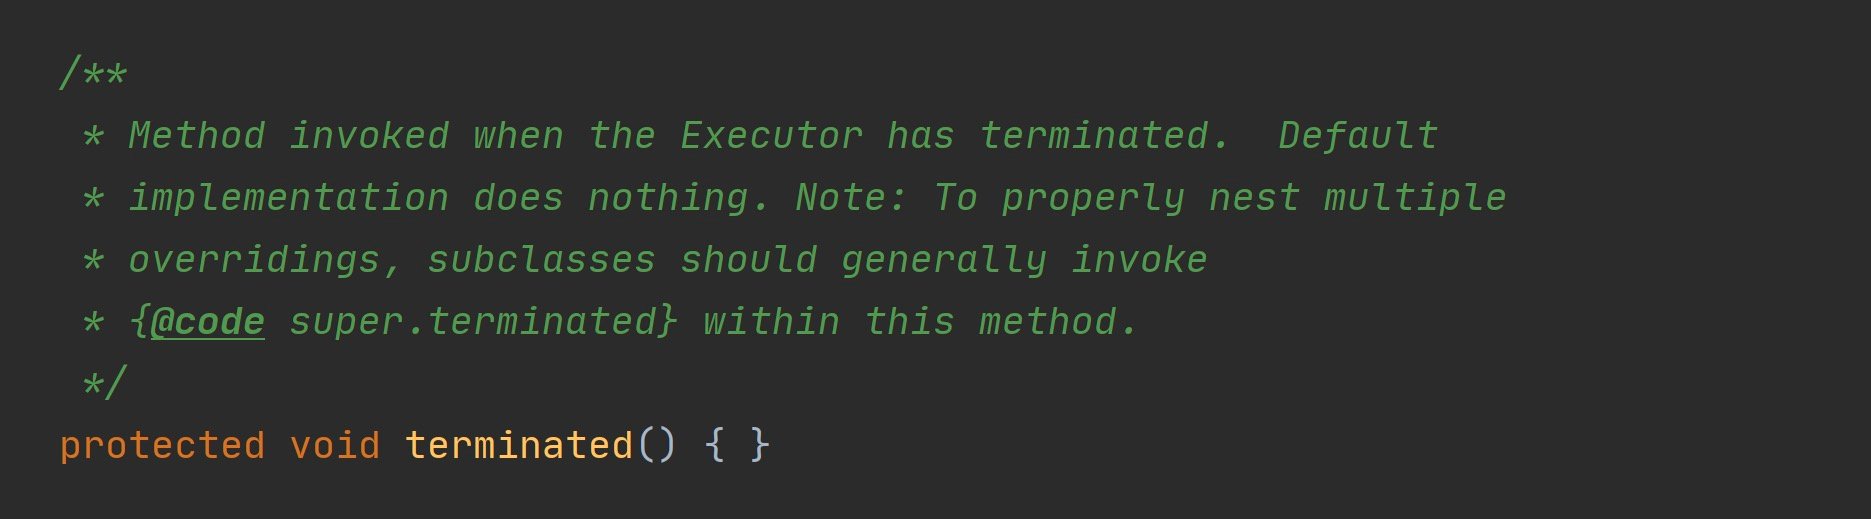 /**
 * Method invoked when the Executor has terminated.  Default
 * implementation does nothing. Note: To properly nest multiple
 * overridings, subclasses should generally invoke
 * {@code super.terminated} within this method.
 */
protected void terminated() { }